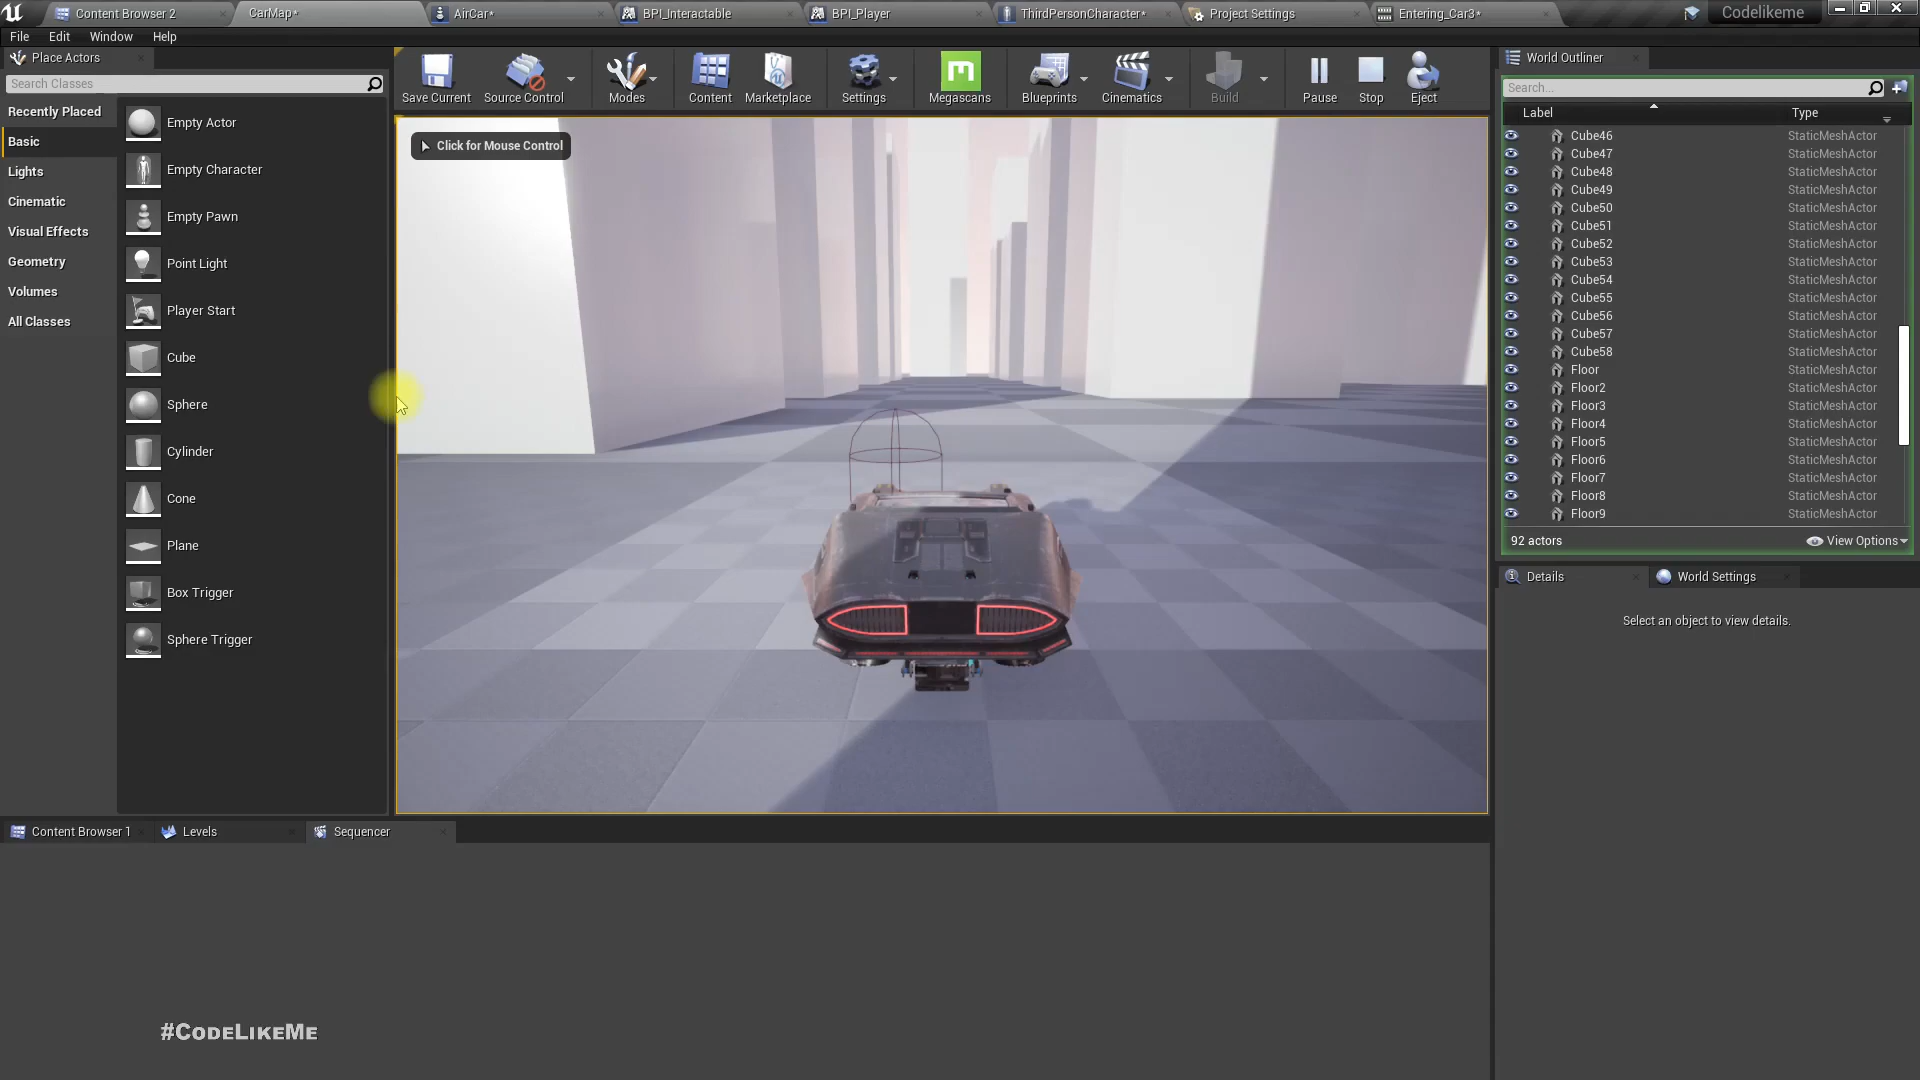 Content Browser 2
CarMap*
AirCar*
BPI_Interactable
BPI_Player
ThirdPersonCharacter*
Project Settings
Entering_Car3*
Codelikeme
File
Edit
Window
Help
Place Actors
Search Classes
Recently Placed
Basic
Lights
Cinematic
Visual Effects
Geometry
Volumes
All Classes
Empty Actor
Empty Character
Empty Pawn
Point Light
Player Start
Cube
Sphere
Cylinder
Cone
Plane
Box Trigger
Sphere Trigger
Save Current
Source Control
Modes
Content
Marketplace
Settings
Megascans
Blueprints
Cinematics
Build
Pause
Stop
Eject
Click for Mouse Control
World Outliner
Search...
Label
Type
Cube46 StaticMeshActor
Cube47 StaticMeshActor
Cube48 StaticMeshActor
Cube49 StaticMeshActor
Cube50 StaticMeshActor
Cube51 StaticMeshActor
Cube52 StaticMeshActor
Cube53 StaticMeshActor
Cube54 StaticMeshActor
Cube55 StaticMeshActor
Cube56 StaticMeshActor
Cube57 StaticMeshActor
Cube58 StaticMeshActor
Floor StaticMeshActor
Floor2 StaticMeshActor
Floor3 StaticMeshActor
Floor4 StaticMeshActor
Floor5 StaticMeshActor
Floor6 StaticMeshActor
Floor7 StaticMeshActor
Floor8 StaticMeshActor
Floor9 StaticMeshActor
92 actors
View Options
Details
World Settings
Select an object to view details.
Content Browser 1
Levels
Sequencer
#CodeLikeMe